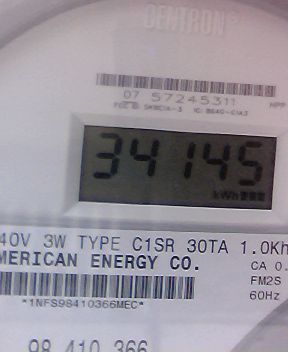 CENTRON®
07 57245311
34145
kWh
40V 3W TYPE C1SR 30TA 1.0Kh
MERICAN ENERGY CO.
CA 0.
FM2S
60Hz
*1NFS98410366MEC*
98 410 366